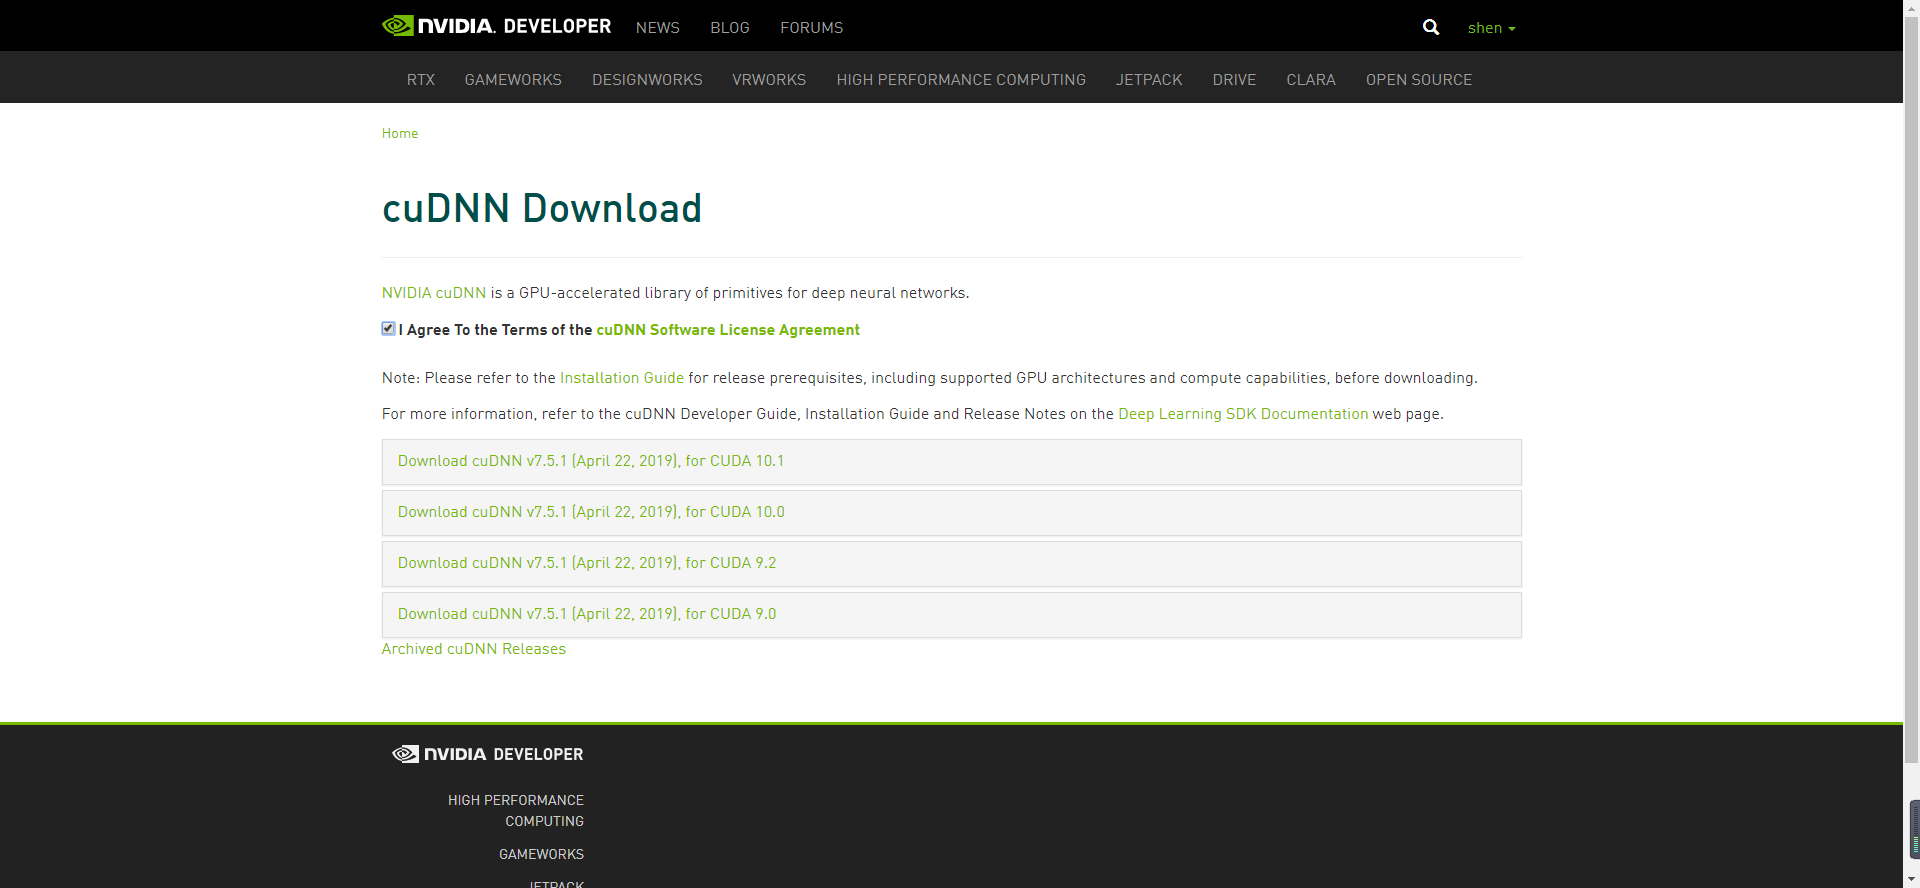 NVIDIA. DEVELOPER NEWS BLOG FORUMS shen
RTX GAMEWORKS DESIGNWORKS VRWORKS HIGH PERFORMANCE COMPUTING JETPACK DRIVE CLARA OPEN SOURCE
Home
cuDNN Download
NVIDIA cuDNN is a GPU-accelerated library of primitives for deep neural networks.
I Agree To the Terms of the cuDNN Software License Agreement
Note: Please refer to the Installation Guide for release prerequisites, including supported GPU architectures and compute capabilities, before downloading.
For more information, refer to the cuDNN Developer Guide, Installation Guide and Release Notes on the Deep Learning SDK Documentation web page.
Download cuDNN v7.5.1 (April 22, 2019), for CUDA 10.1
Download cuDNN v7.5.1 (April 22, 2019), for CUDA 10.0
Download cuDNN v7.5.1 (April 22, 2019), for CUDA 9.2
Download cuDNN v7.5.1 (April 22, 2019), for CUDA 9.0
Archived cuDNN Releases
NVIDIA DEVELOPER
HIGH PERFORMANCE
COMPUTING
GAMEWORKS
JETPACK